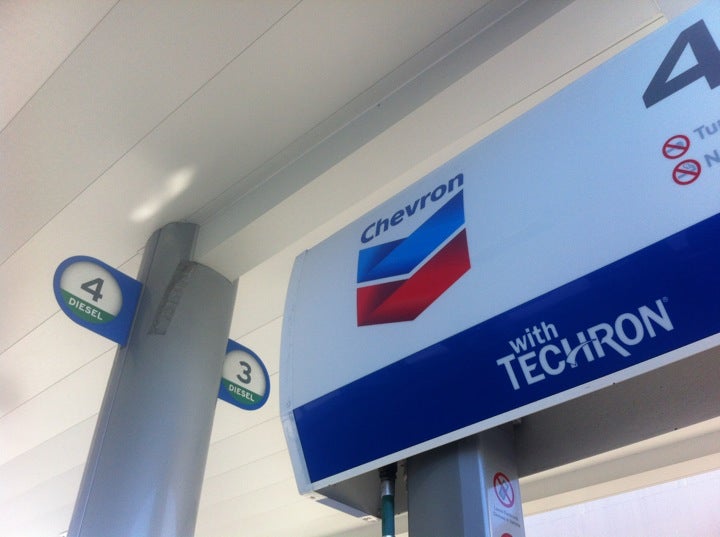 4
DIESEL
3
DIESEL
Chevron
with
TECHRON®
4